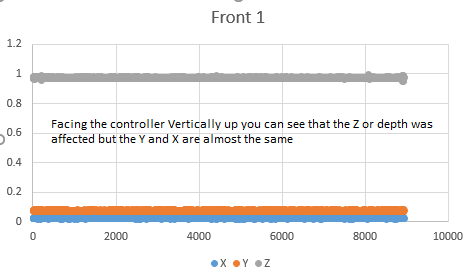 Front 1
1.2
1
0.8
Facing the controller Vertically up you can see that the Z or depth was
0.6
affected but the Y and X are almost the same
0.4
0.2
0
0 2000 4000 6000 8000 10000
X Y Z